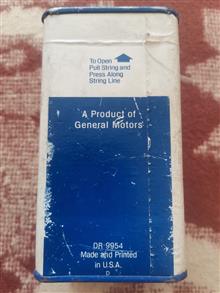 To Open
Pull String and
Press Along
String Line
A Product of
General Motors
DR 9954
Made and Printed
in U.S.A.
D